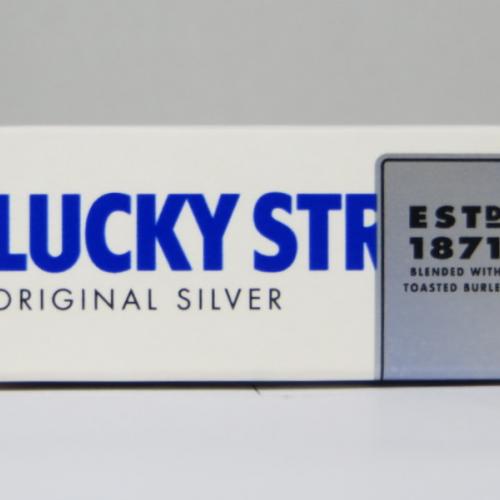 LUCKY STR
ORIGINAL SILVER
ESTD
1871
BLENDED WITH
TOASTED BURLE